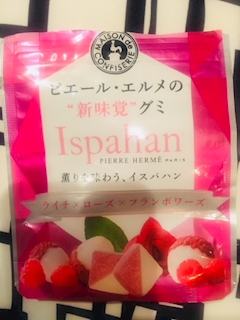 MAISON de CONFISERIE
ピエール・エルメの
“新味覚”グミ
Ispahan
PIERRE HERMÉ
薫りを味わう、イスパハン
ライチ×ローズ×フランボワーズ